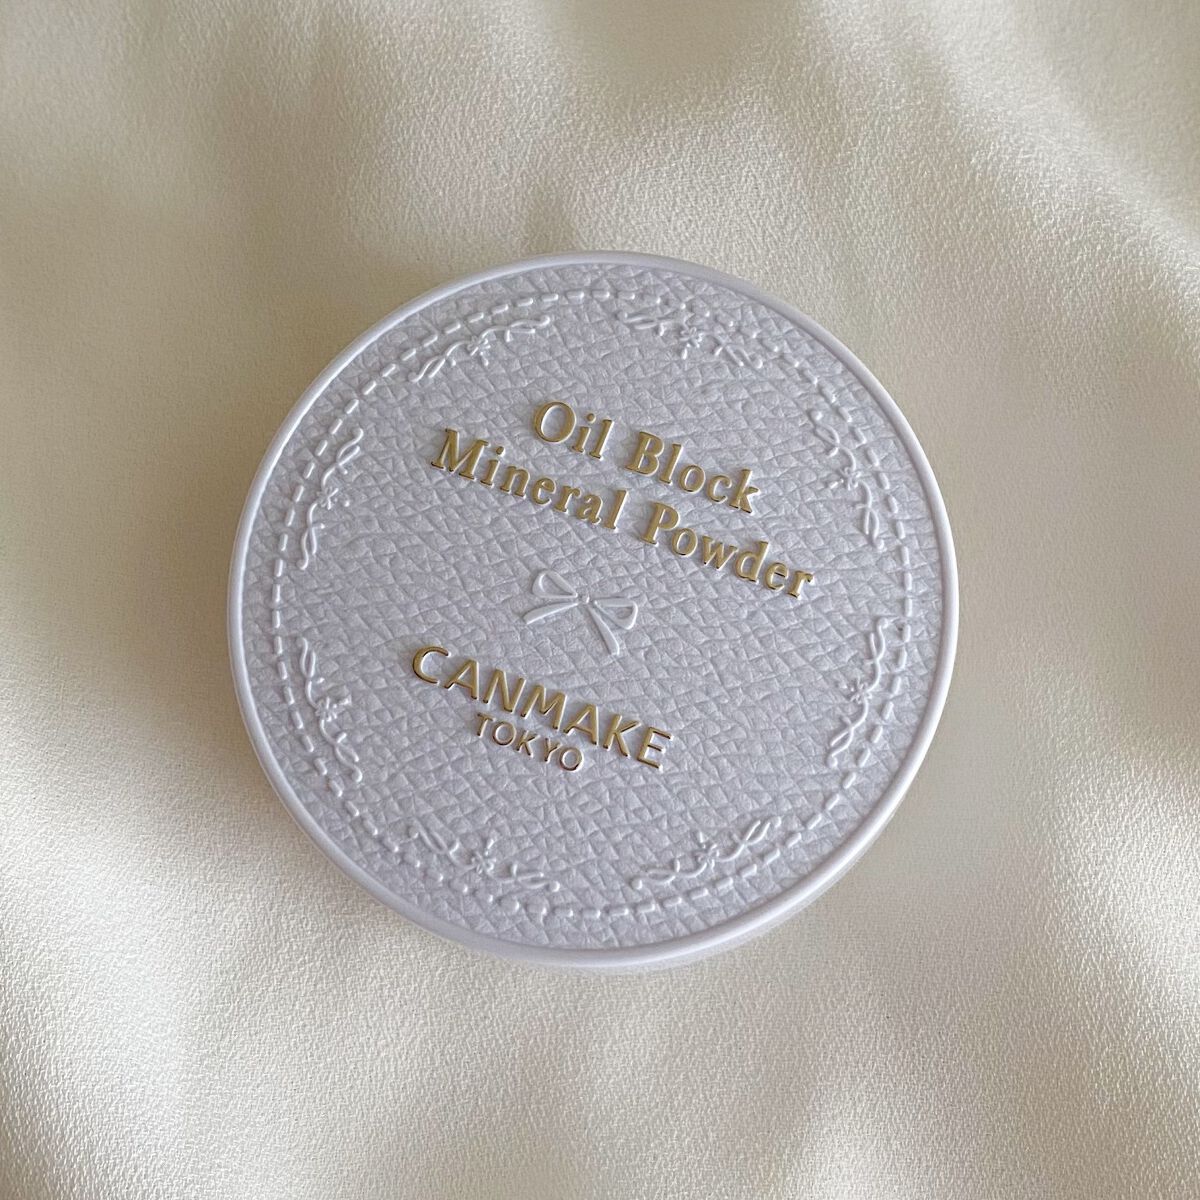 Oil Block
Mineral Powder
CANMAKE
TOKYO